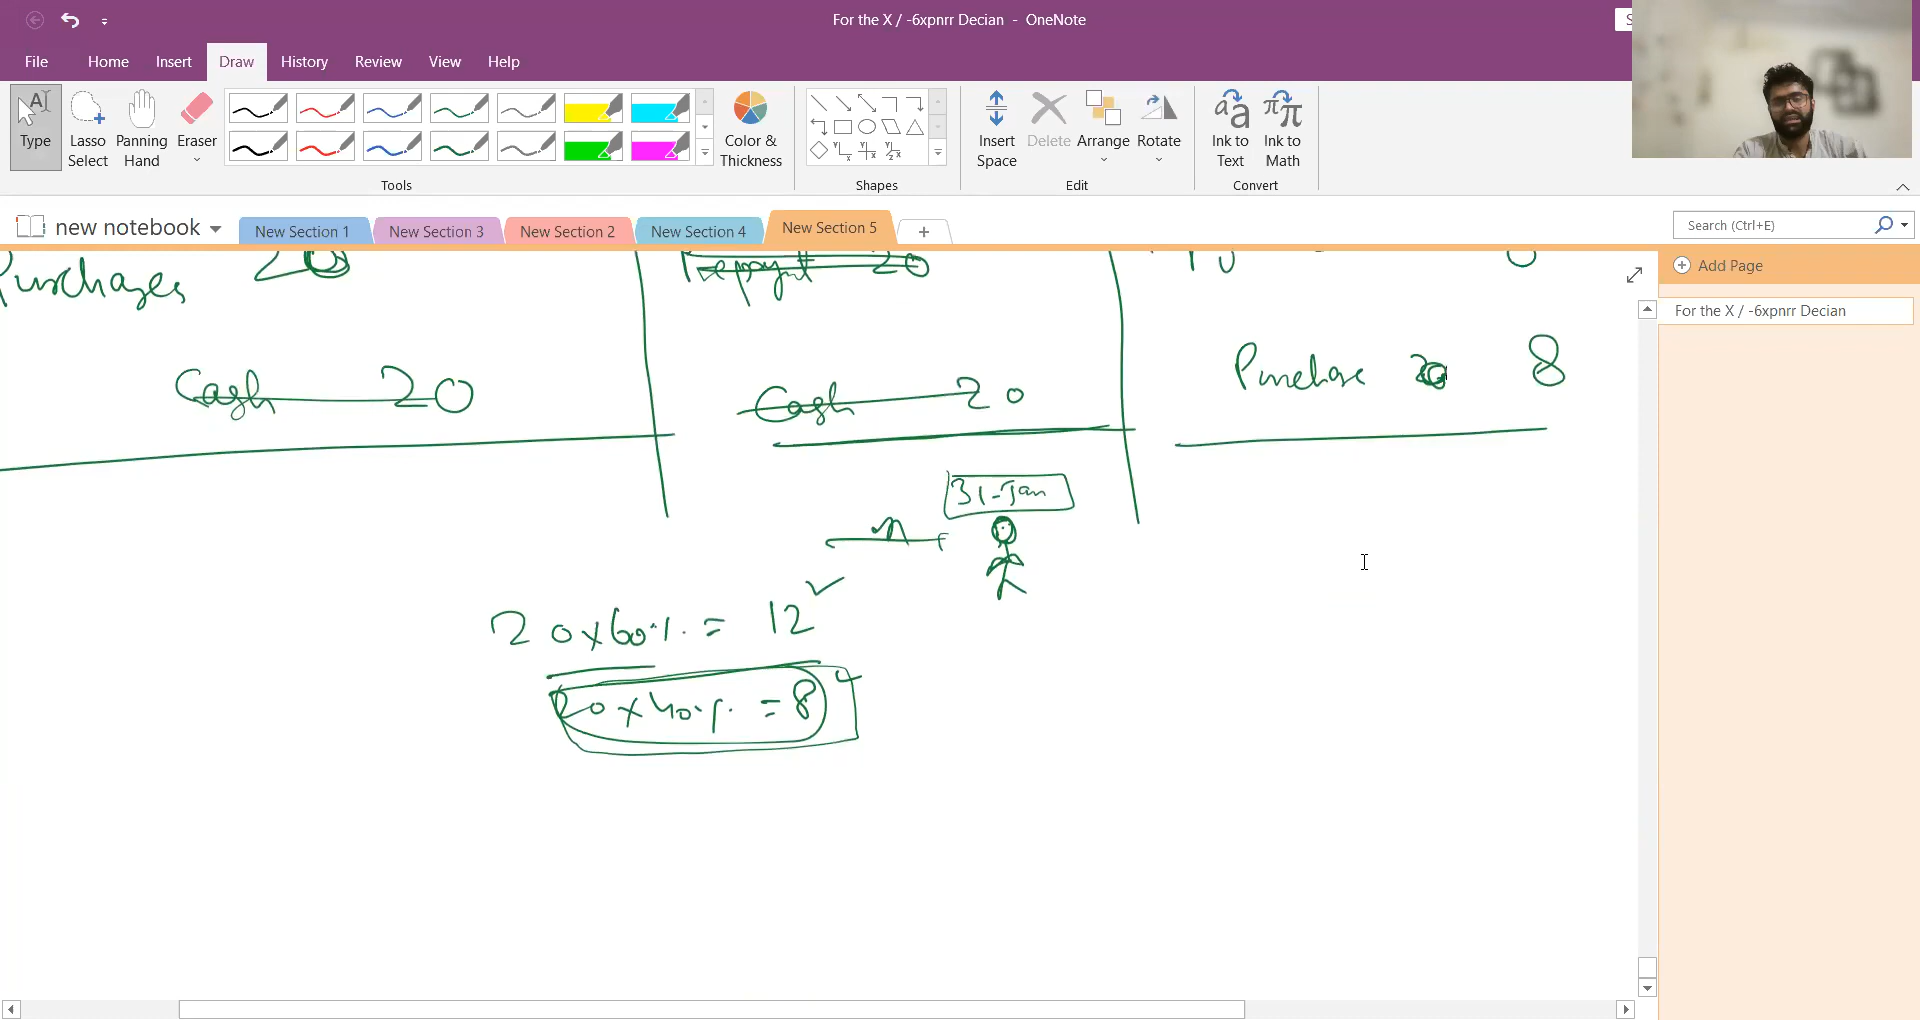 For the X / -6xpnrr Decian - OneNote
S
File Home Insert Draw History Review View Help
Type
Lasso Select
Panning Hand
Eraser
Color & Thickness
Insert Space
Delete
Arrange
Rotate
Ink to Text
Ink to Math
Tools
Shapes
Edit
Convert
new notebook
New Section 1
New Section 3
New Section 2
New Section 4
New Section 5
+
Search (Ctrl+E)
Add Page
For the X / -6xpnrr Decian
Purchases 20
20
Cash 20
Cash 20
Purchase 20 8
31-Jan
20x60% = 12
20x40% = 8